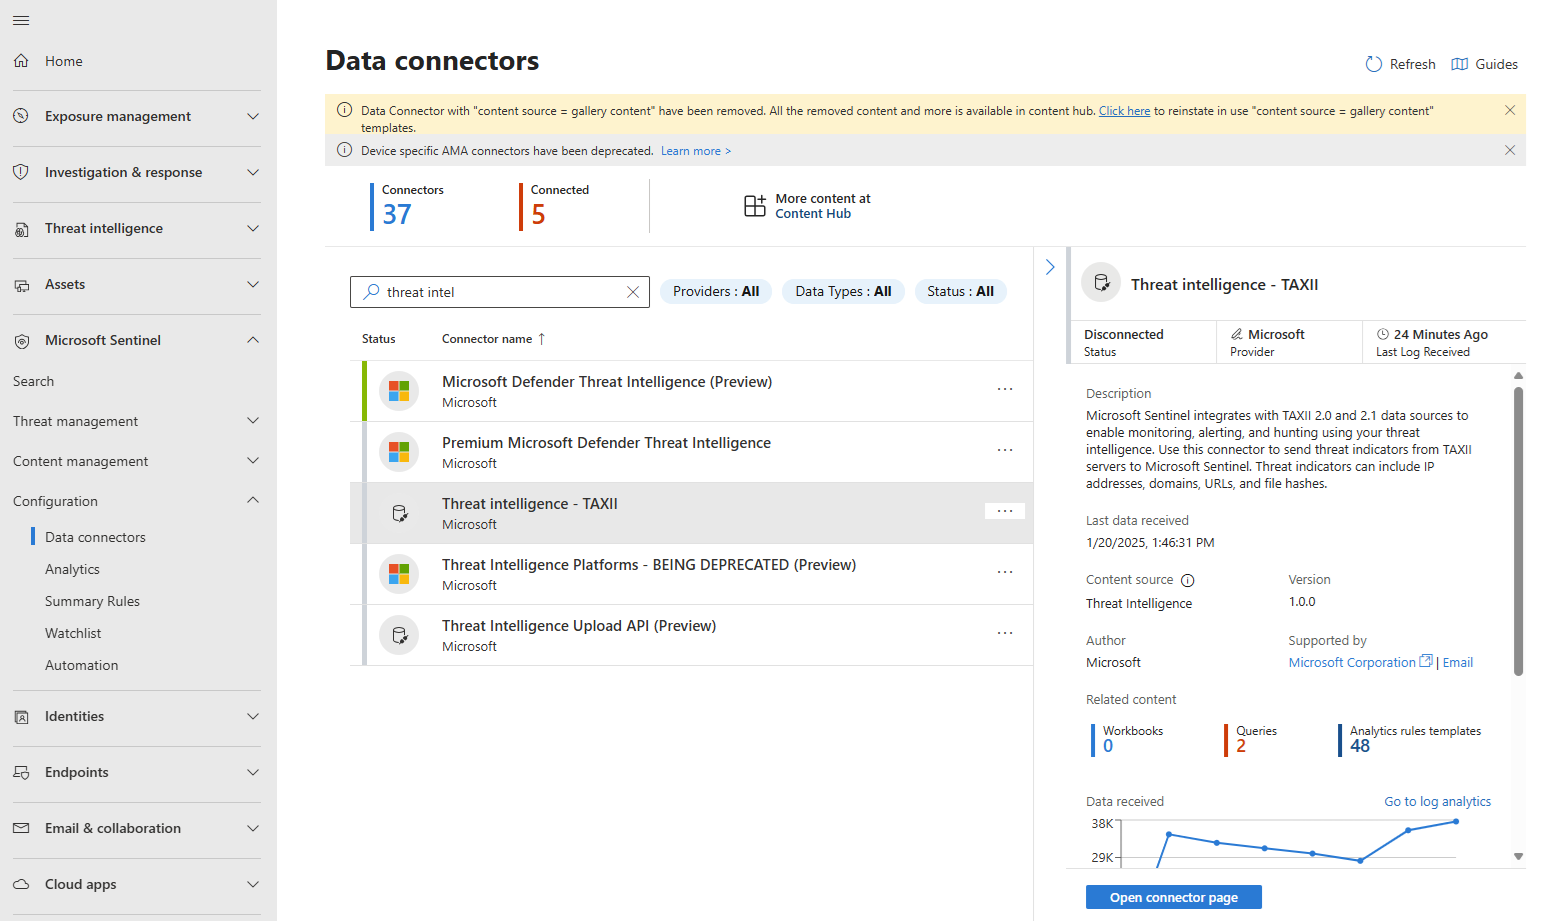 Home
Exposure management
Investigation & response
Threat intelligence
Assets
Microsoft Sentinel
Search
Threat management
Content management
Configuration
Data connectors
Analytics
Summary Rules
Watchlist
Automation
Identities
Endpoints
Email & collaboration
Cloud apps
Data connectors
Refresh
Guides
Data Connector with "content source = gallery content" have been removed. All the removed content and more is available in content hub. Click here to reinstate in use "content source = gallery content"
templates.
Device specific AMA connectors have been deprecated. Learn more >
Connectors
37
Connected
5
More content at
Content Hub
threat intel
Providers : All
Data Types : All
Status : All
Status
Connector name ↑
Microsoft Defender Threat Intelligence (Preview)
Microsoft
Premium Microsoft Defender Threat Intelligence
Microsoft
Threat intelligence - TAXII
Microsoft
Threat Intelligence Platforms - BEING DEPRECATED (Preview)
Microsoft
Threat Intelligence Upload API (Preview)
Microsoft
Threat intelligence - TAXII
Disconnected
Status
Microsoft
Provider
24 Minutes Ago
Last Log Received
Description
Microsoft Sentinel integrates with TAXII 2.0 and 2.1 data sources to
enable monitoring, alerting, and hunting using your threat
intelligence. Use this connector to send threat indicators from TAXII
servers to Microsoft Sentinel. Threat indicators can include IP
addresses, domains, URLs, and file hashes.
Last data received
1/20/2025, 1:46:31 PM
Content source
Threat Intelligence
Version
1.0.0
Author
Microsoft
Supported by
Microsoft Corporation | Email
Related content
Workbooks
0
Queries
2
Analytics rules templates
48
Data received
Go to log analytics
38K
29K
Open connector page